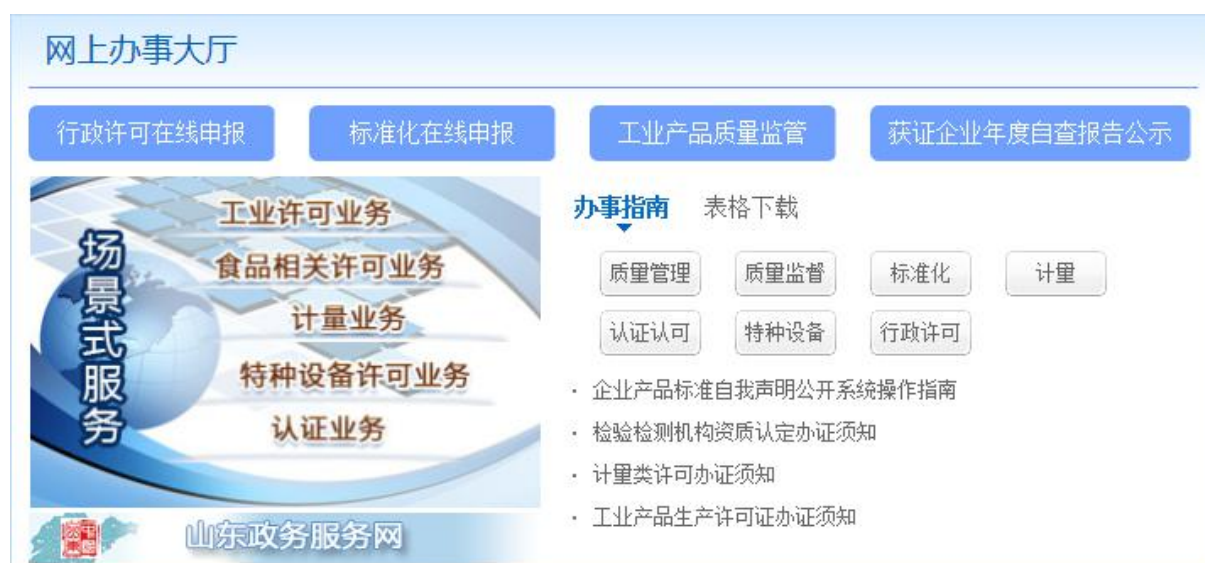 网上办事大厅
行政许可在线申报 标准化在线申报 工业产品质量监管 获证企业年度自查报告公示
场景式服务
工业许可业务
食品相关许可业务
计量业务
特种设备许可业务
认证业务
山东政务服务网
办事指南 表格下载
质量管理 质量监督 标准化 计量
认证认可 特种设备 行政许可
· 企业产品标准自我声明公开系统操作指南
· 检验检测机构资质认定办证须知
· 计量类许可办证须知
· 工业产品生产许可证办证须知